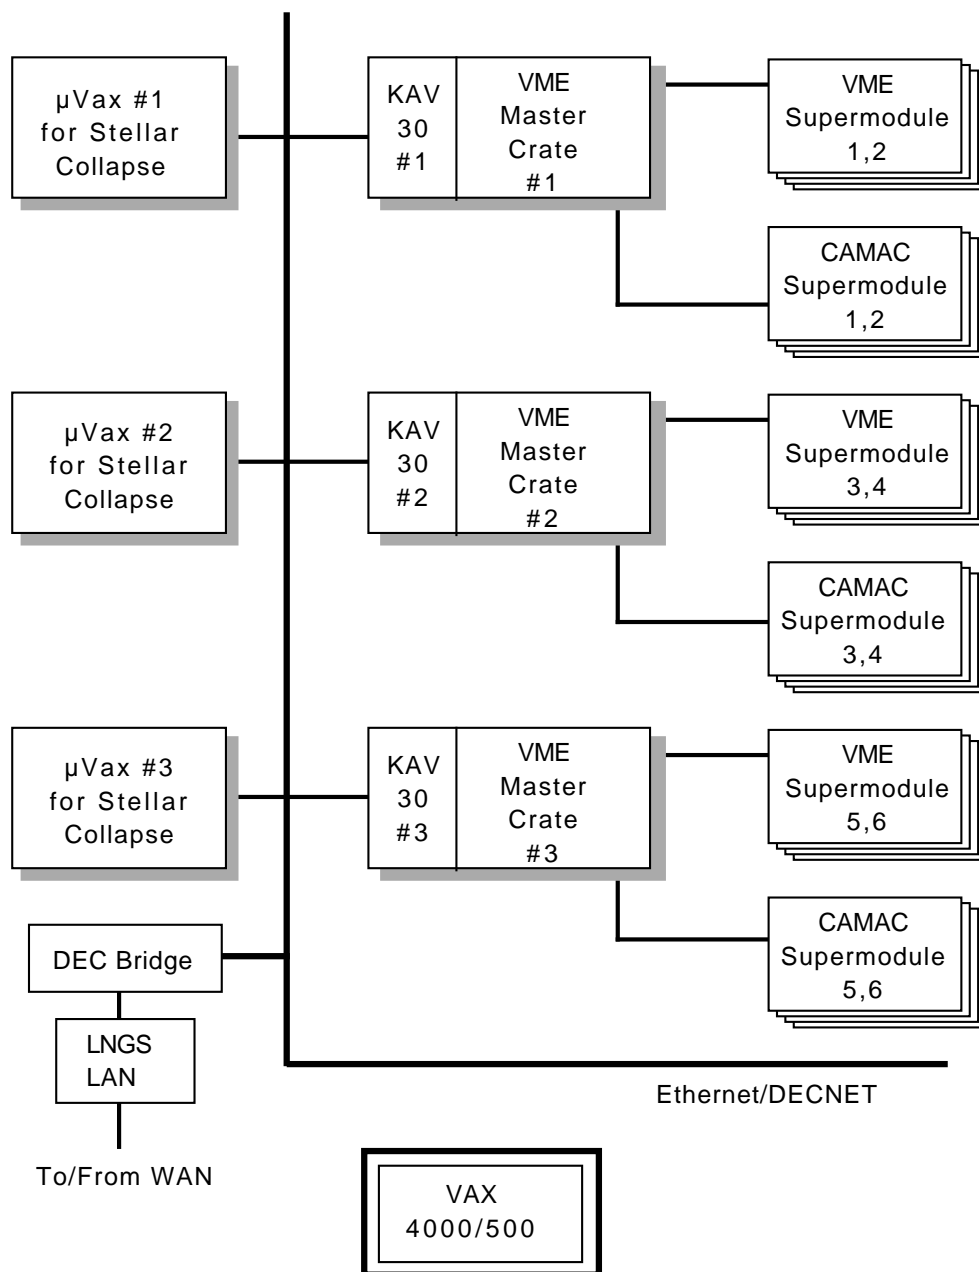 µVax #1
for Stellar
Collapse
KAV
30
#1
VME
Master
Crate
#1
VME
Supermodule
1,2
CAMAC
Supermodule
1,2
µVax #2
for Stellar
Collapse
KAV
30
#2
VME
Master
Crate
#2
VME
Supermodule
3,4
CAMAC
Supermodule
3,4
µVax #3
for Stellar
Collapse
KAV
30
#3
VME
Master
Crate
#3
VME
Supermodule
5,6
CAMAC
Supermodule
5,6
DEC Bridge
LNGS
LAN
To/From WAN
Ethernet/DECNET
VAX
4000/500